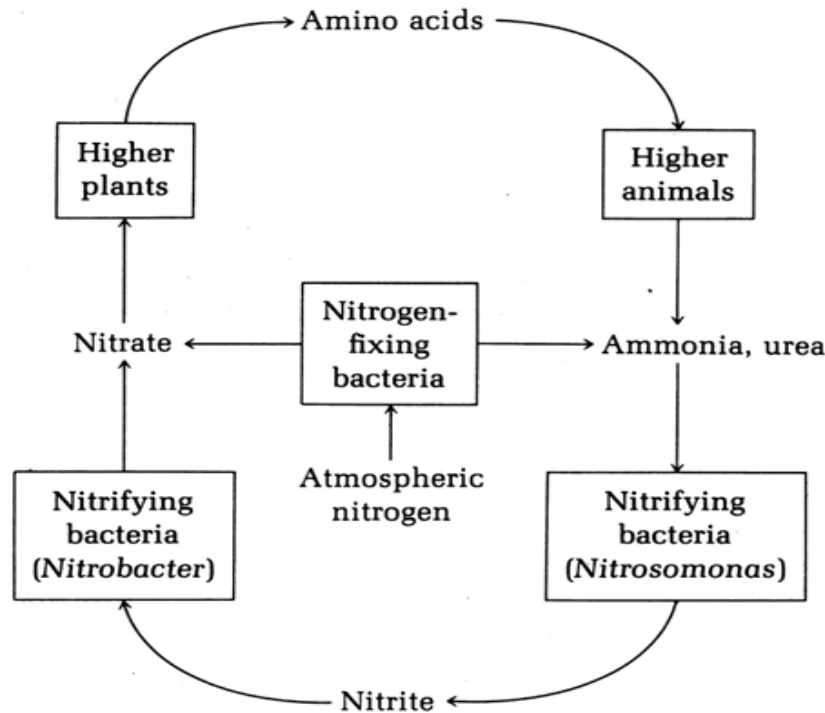 Amino acids
Higher
plants
Higher
animals
Nitrate
Nitrogen-
fixing
bacteria
Ammonia, urea
Atmospheric
nitrogen
Nitrifying
bacteria
(Nitrobacter)
Nitrifying
bacteria
(Nitrosomonas)
Nitrite